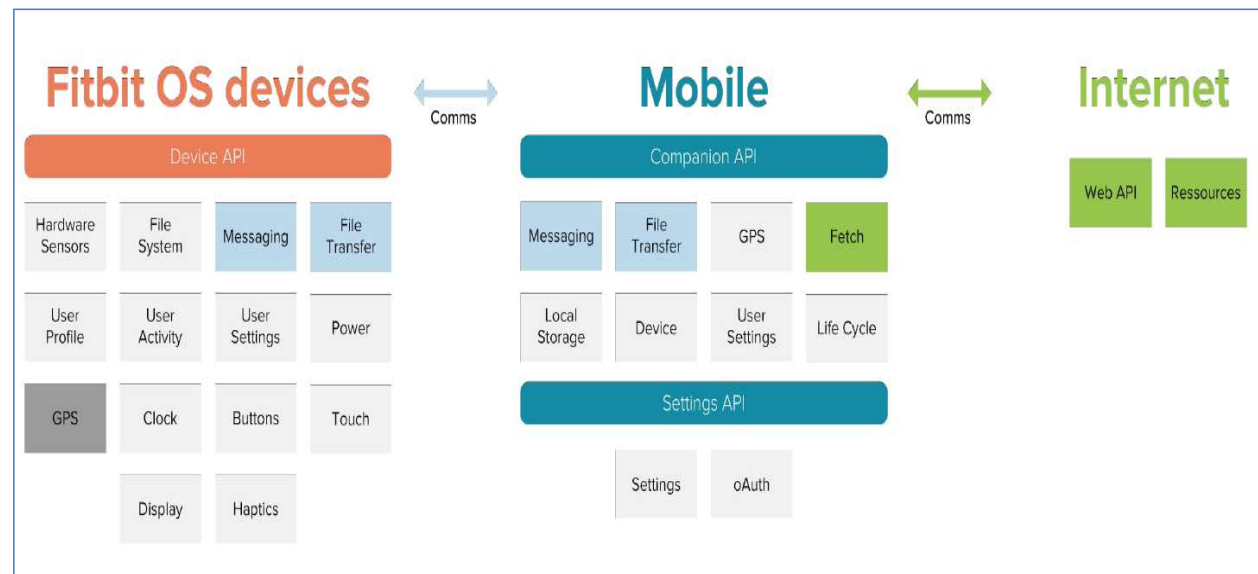 Fitbit OS devices
Comms
Mobile
Comms
Internet
Device API
Companion API
Hardware
Sensors
File
System
Messaging
File
Transfer
Messaging
File
Transfer
GPS
Fetch
Web API
Ressources
User
Profile
User
Activity
User
Settings
Power
Local
Storage
Device
User
Settings
Life Cycle
GPS
Clock
Buttons
Touch
Settings API
Display
Haptics
Settings
oAuth